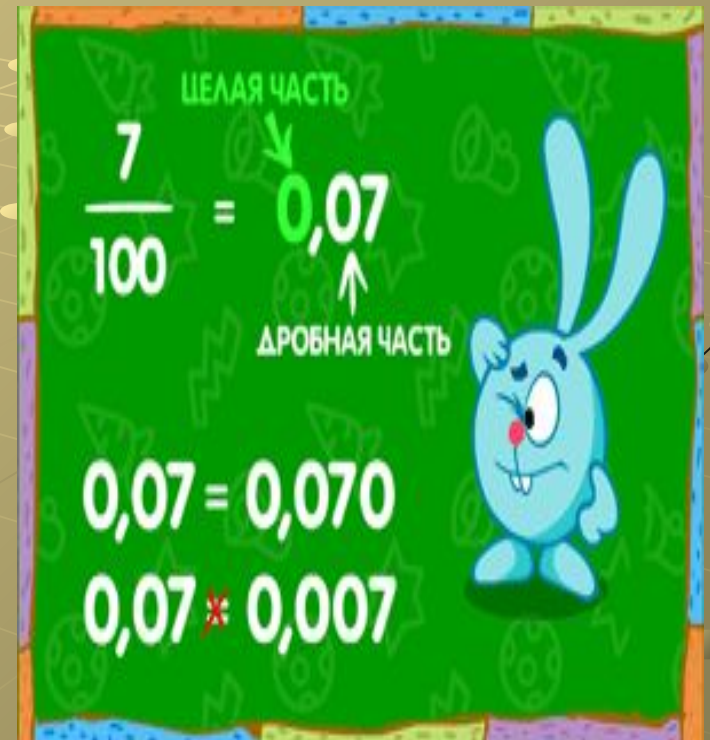 ЦЕЛАЯ ЧАСТЬ
7
100
= 0,07
ДРОБНАЯ ЧАСТЬ
0,07 = 0,070
0,07 ≠ 0,007